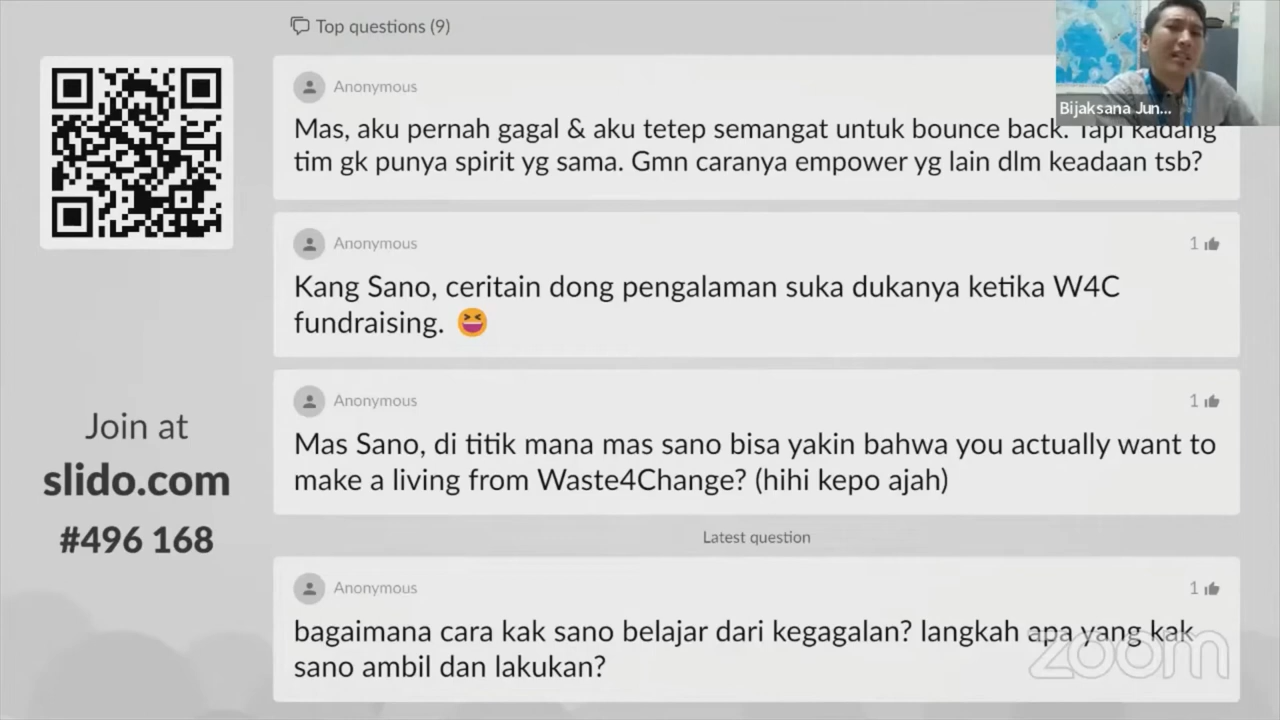 Top questions (9)
Bijaksana Jun...
Anonymous
Mas, aku pernah gagal & aku tetep semangat untuk bounce back. Tapi kadang
tim gk punya spirit yg sama. Gmn caranya empower yg lain dlm keadaan tsb?
Anonymous
1
Kang Sano, ceritain dong pengalaman suka dukanya ketika W4C
fundraising. 😆
Anonymous
1
Mas Sano, di titik mana mas sano bisa yakin bahwa you actually want to
make a living from Waste4Change? (hihi kepo ajah)
Join at
slido.com
#496 168
Latest question
Anonymous
1
bagaimana cara kak sano belajar dari kegagalan? langkah apa yang kak
sano ambil dan lakukan?
zoom